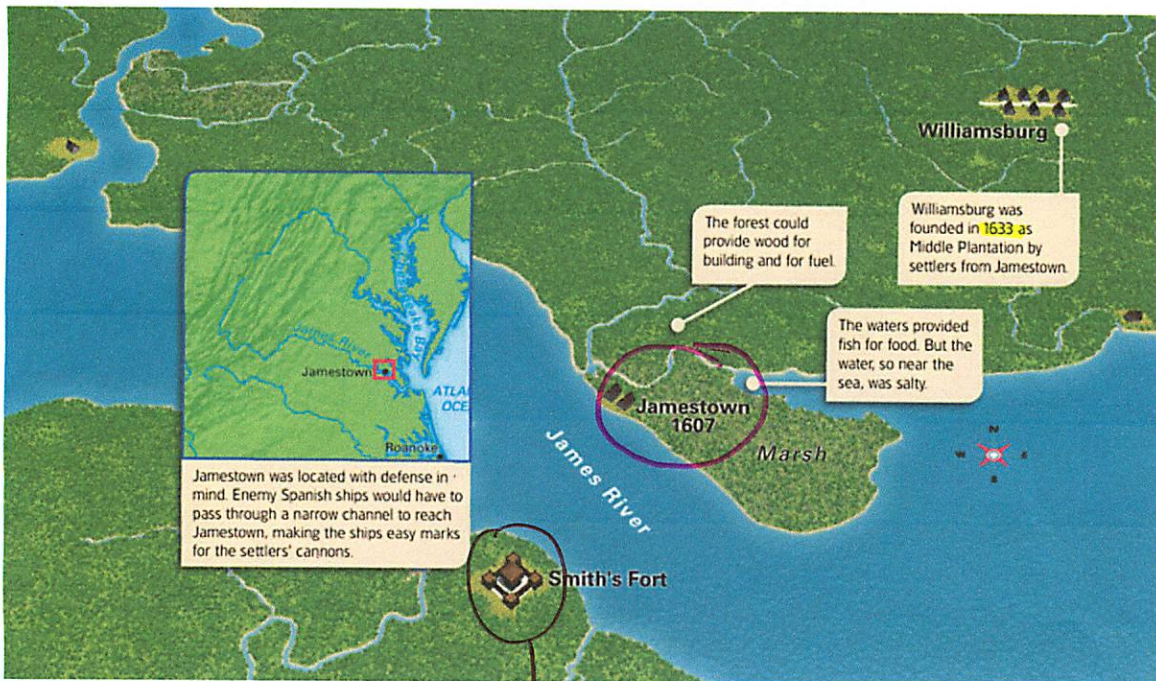 Williamsburg
Williamsburg was
founded in 1633 as
Middle Plantation by
settlers from Jamestown.
The forest could
provide wood for
building and for fuel.
The waters provided
fish for food. But the
water, so near the
sea, was salty.
James River
Jamestown
Roanoke
Jamestown was located with defense in
mind. Enemy Spanish ships would have to
pass through a narrow channel to reach
Jamestown, making the ships easy marks
for the settlers' cannons.
Jamestown
1607
Marsh
James River
N
W
E
S
Smith's Fort